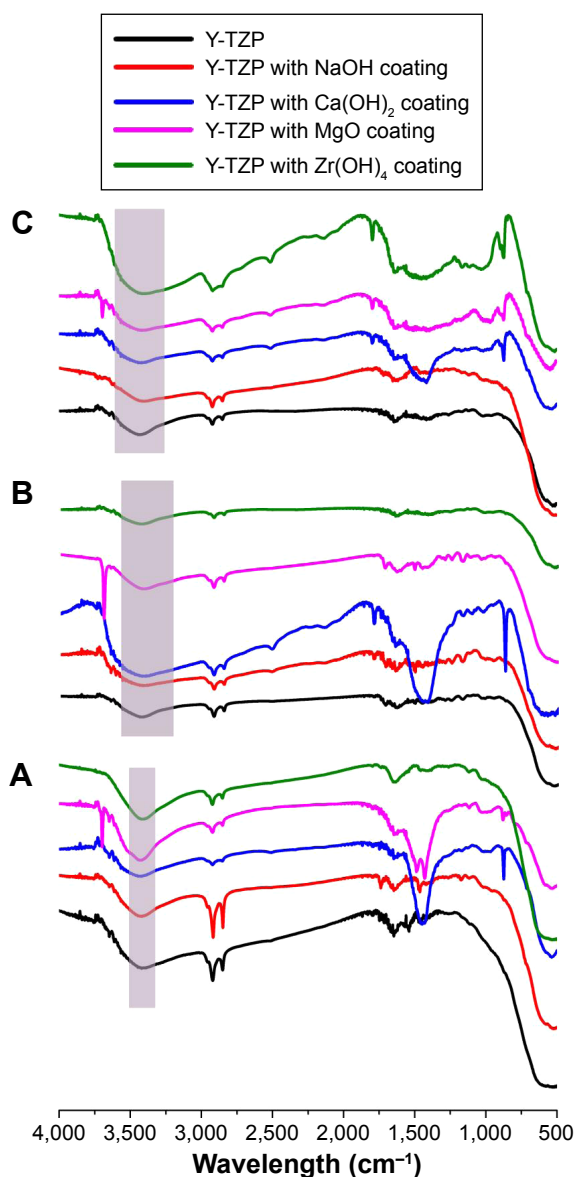 Y-TZP
Y-TZP with NaOH coating
Y-TZP with Ca(OH)₂ coating
Y-TZP with MgO coating
Y-TZP with Zr(OH)₄ coating
C
B
A
4,000 3,500 3,000 2,500 2,000 1,500 1,000 500
Wavelength (cm⁻¹)